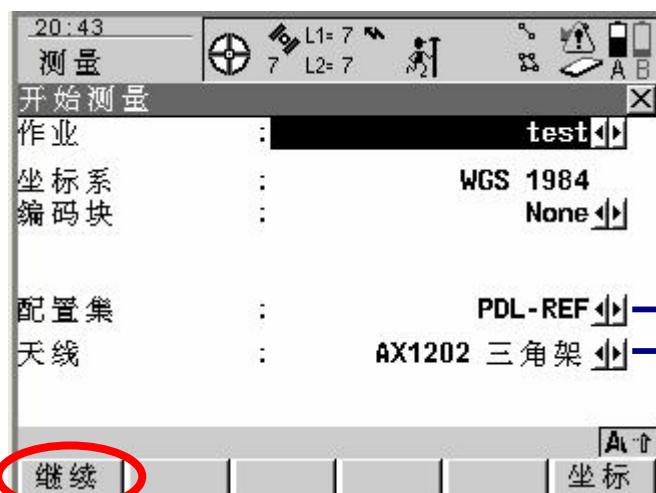 20:43
测量
7
L1= 7
L2= 7
A B
开始测量
作业 : test
坐标系 : WGS 1984
编码块 : None
配置集 : PDL-REF
天线 : AX1202 三角架
继续
坐标